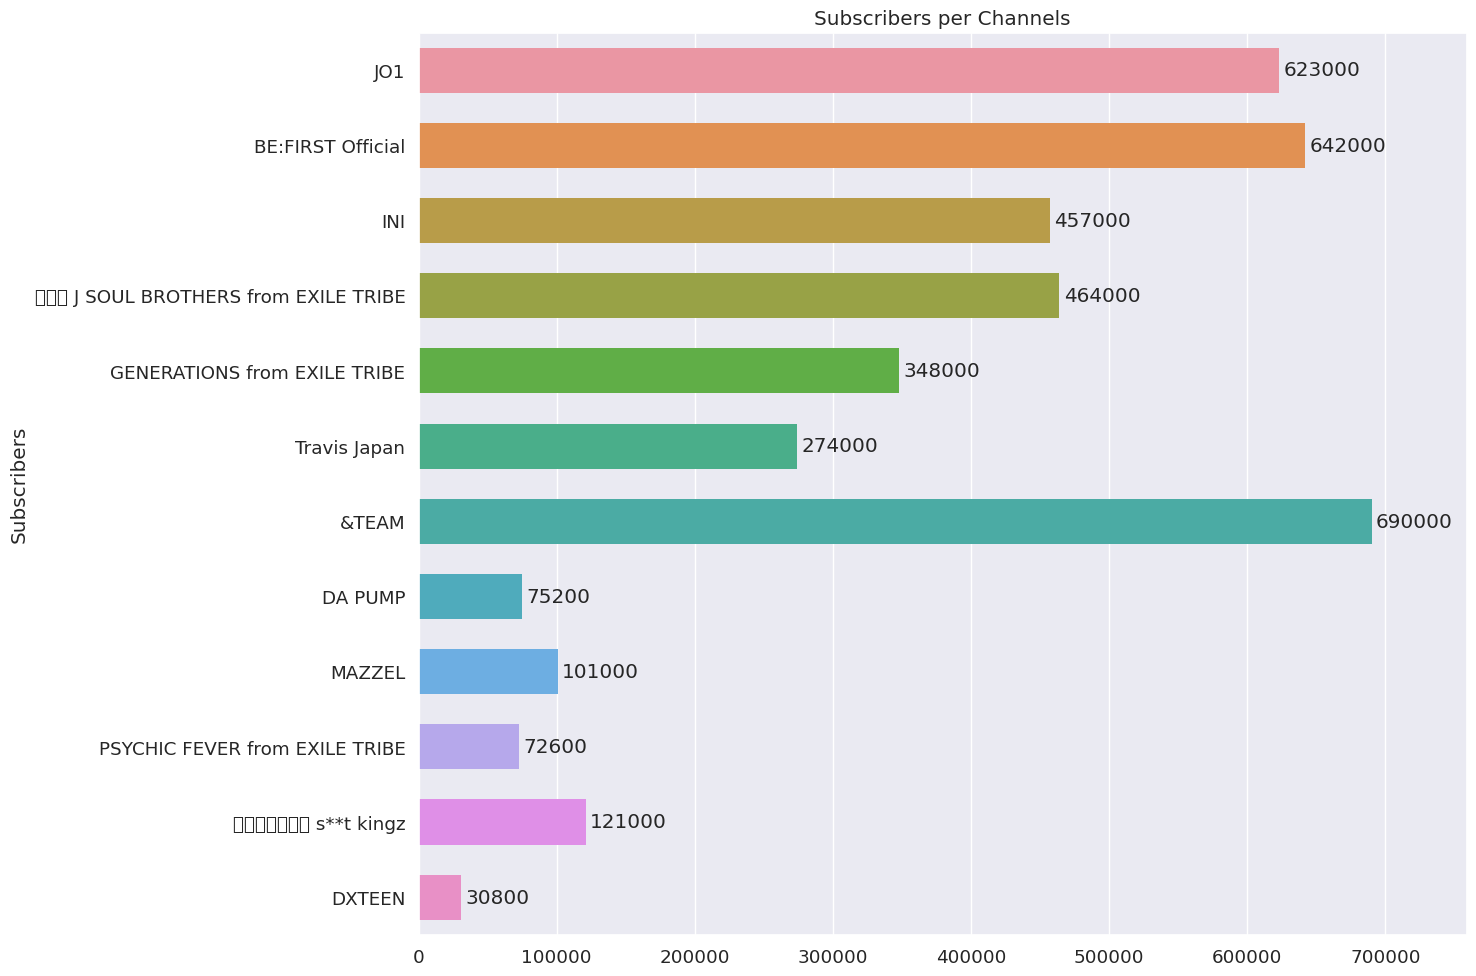 Subscribers per Channels
JO1
623000
BE:FIRST Official
642000
INI
457000
J SOUL BROTHERS from EXILE TRIBE
464000
GENERATIONS from EXILE TRIBE
348000
Travis Japan
274000
&TEAM
690000
DA PUMP
75200
MAZZEL
101000
PSYCHIC FEVER from EXILE TRIBE
72600
s**t kingz
121000
DXTEEN
30800
Subscribers
0 100000 200000 300000 400000 500000 600000 700000